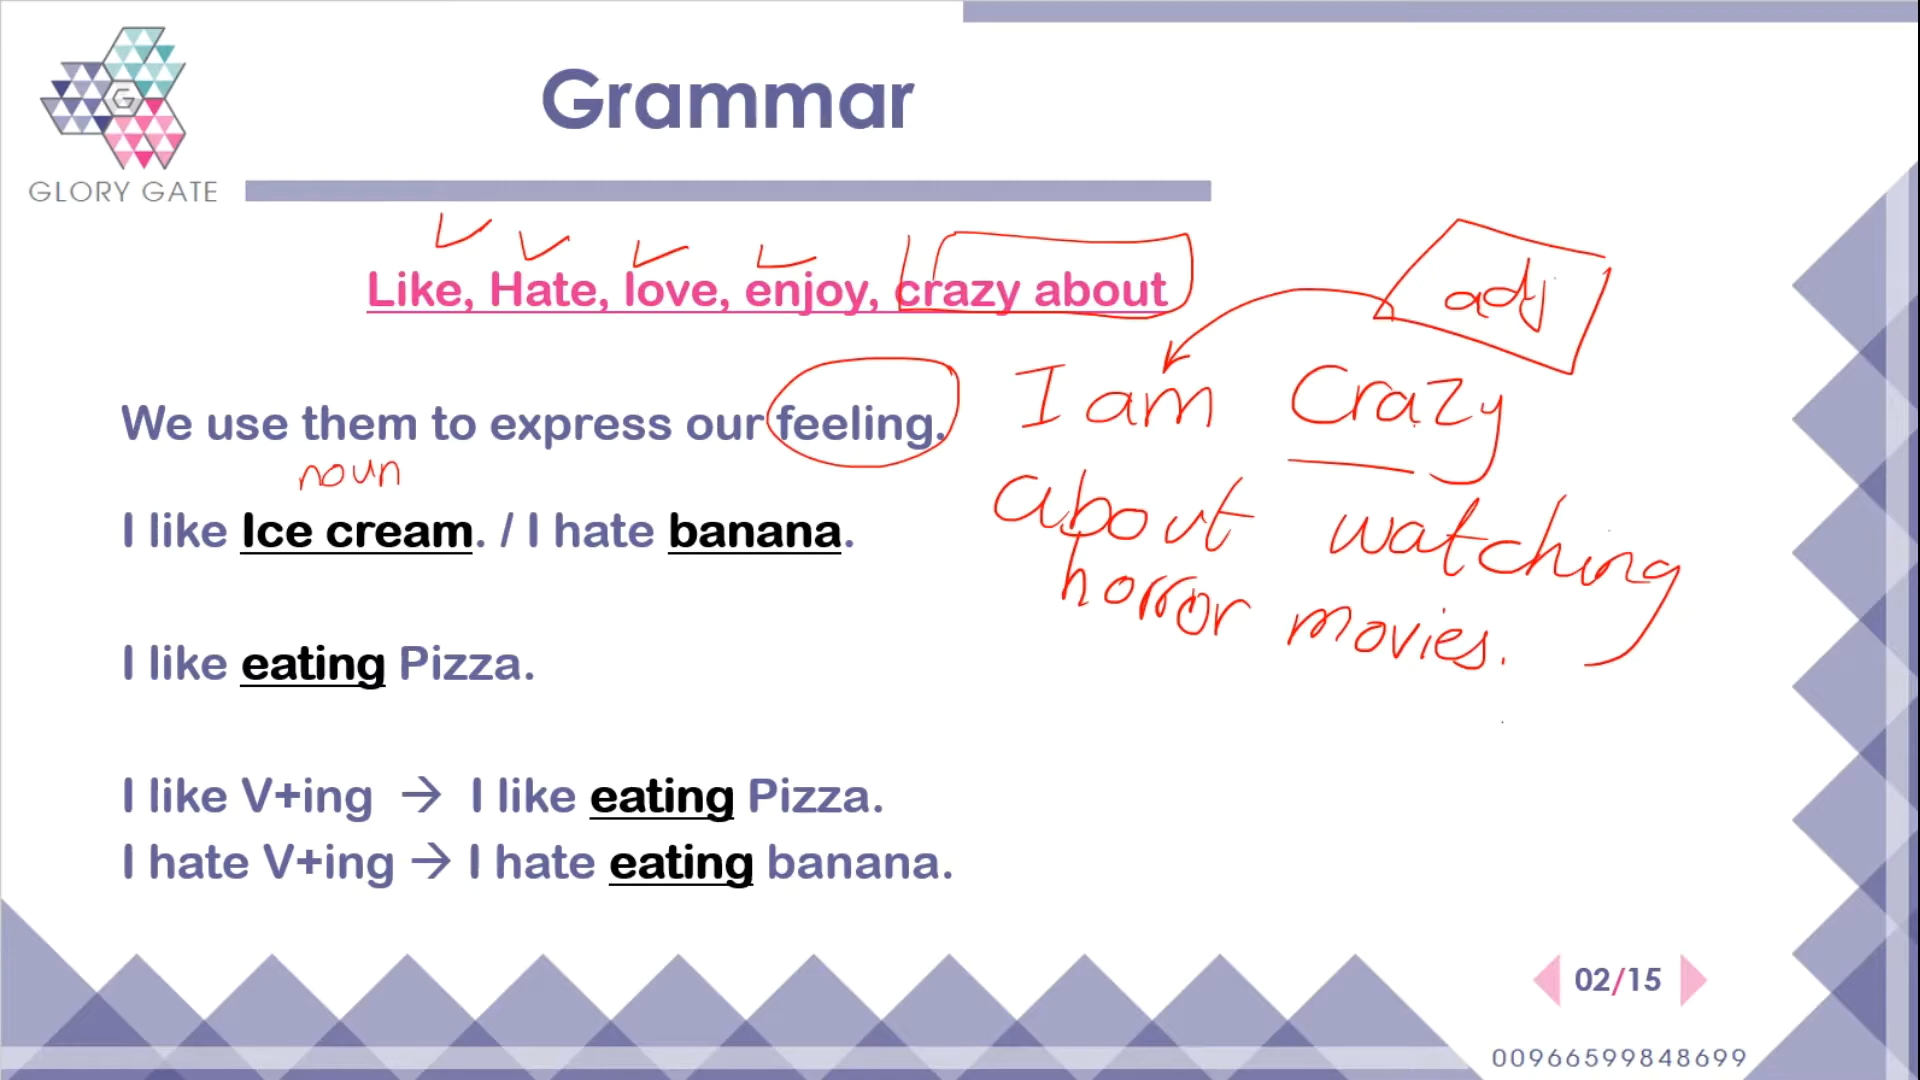 Grammar
G
GLORY GATE
Like, Hate, love, enjoy, crazy about
adj
We use them to express our feeling.
I am crazy
about watching
horror movies.
noun
I like Ice cream. / I hate banana.
I like eating Pizza.
I like V+ing → I like eating Pizza.
I hate V+ing → I hate eating banana.
02/15
00966599848699